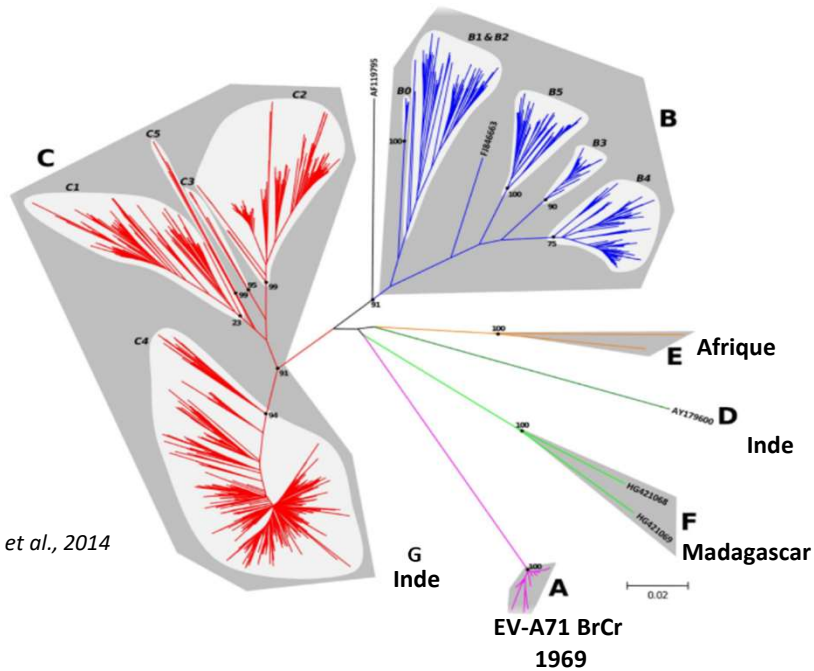 B1 & B2
AF119795
B0
B5
B
FJ846663
B3
B4
100
100
90
75
C2
C5
C
C3
C1
95
99
99
23
91
C4
91
94
100
E
Afrique
AY179600
D
Inde
100
HG421068
HG421069
F
Madagascar
et al., 2014
G
Inde
100
A
0.02
EV-A71 BrCr
1969